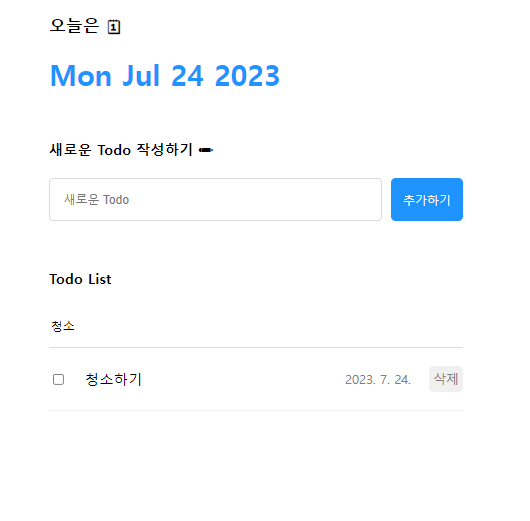 오늘은 🗓
Mon Jul 24 2023
새로운 Todo 작성하기 ✏
새로운 Todo
추가하기
Todo List
청소
청소하기 2023. 7. 24. 삭제